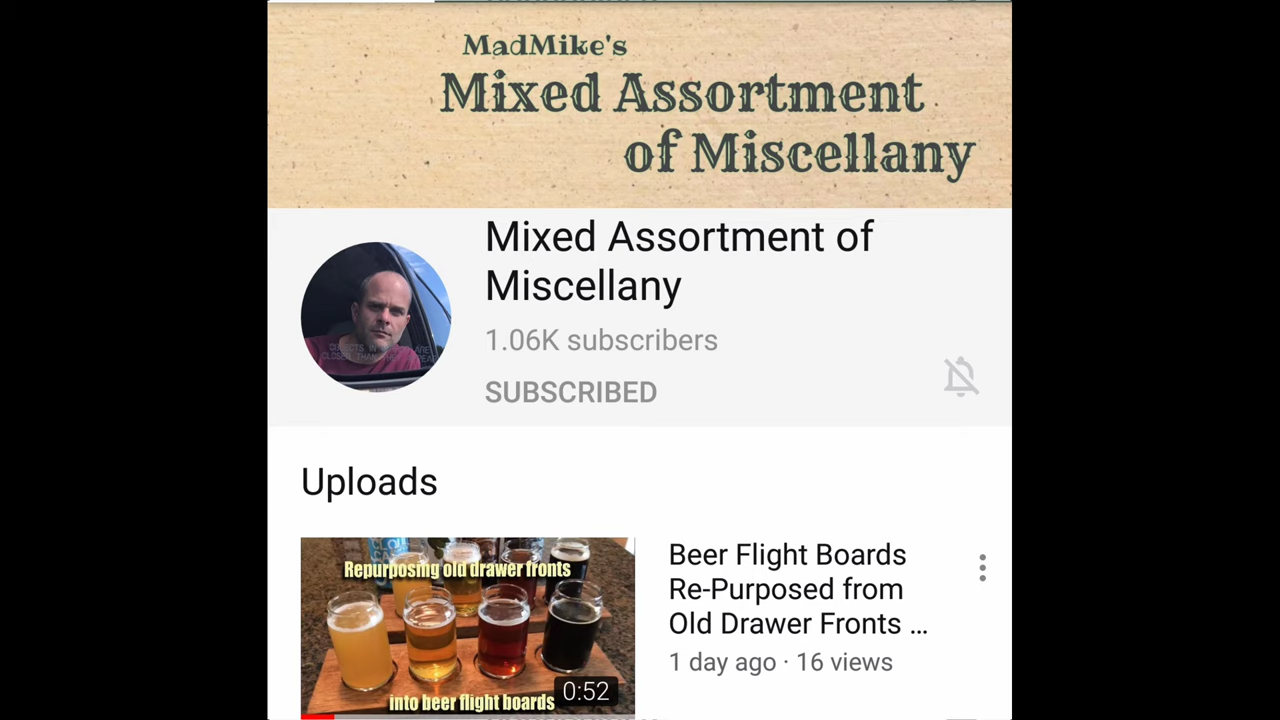 MadMike's
Mixed Assortment
of Miscellany
Mixed Assortment of
Miscellany
1.06K subscribers
SUBSCRIBED
Uploads
Repurposing old drawer fronts
into beer flight boards
0:52
Beer Flight Boards
Re-Purposed from
Old Drawer Fronts ...
1 day ago · 16 views